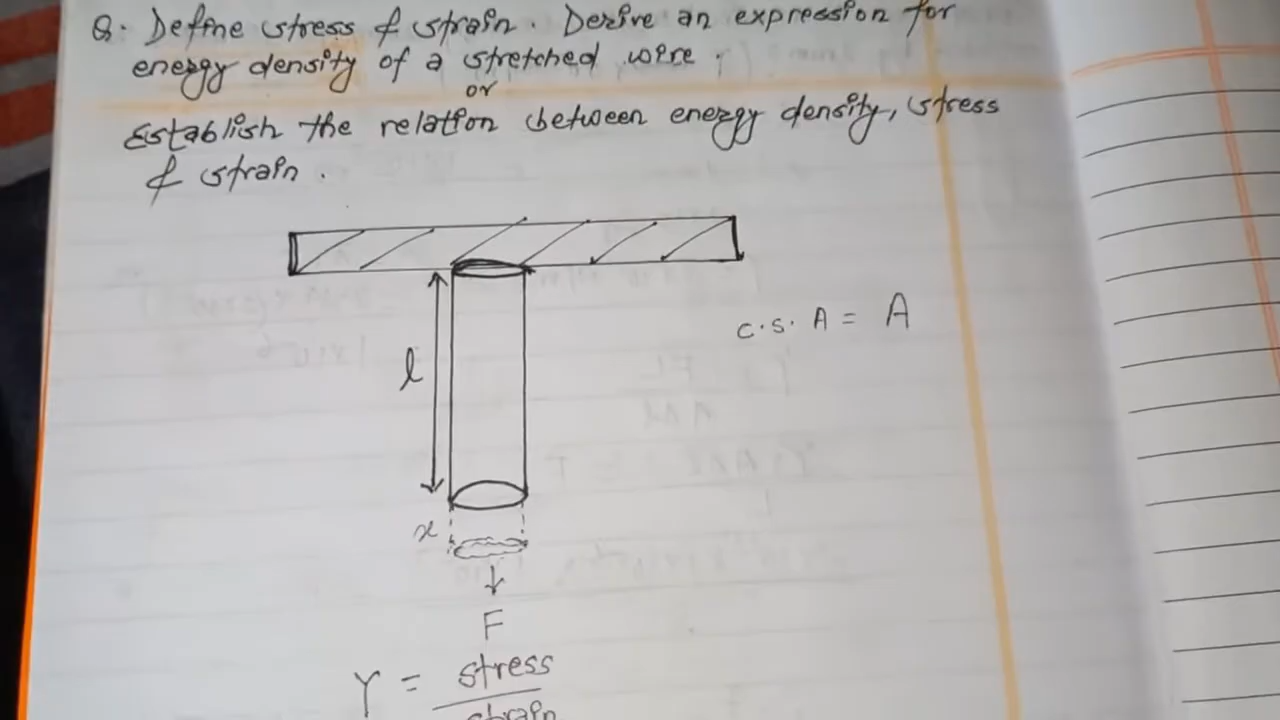 Q. Define stress & strain. Derive an expression for
energy density of a stretched wire.
or
Establish the relation between energy density, stress
& strain.
c.s. A = A
l
x
F
Y = stress
strain